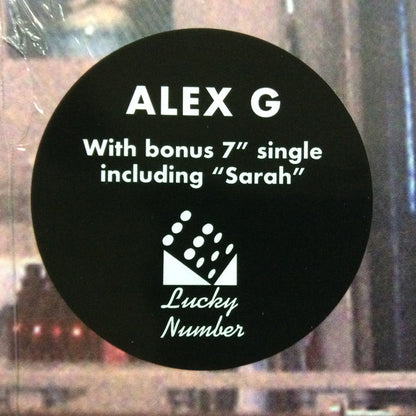 ALEX G
With bonus 7” single
including “Sarah”
Lucky
Number